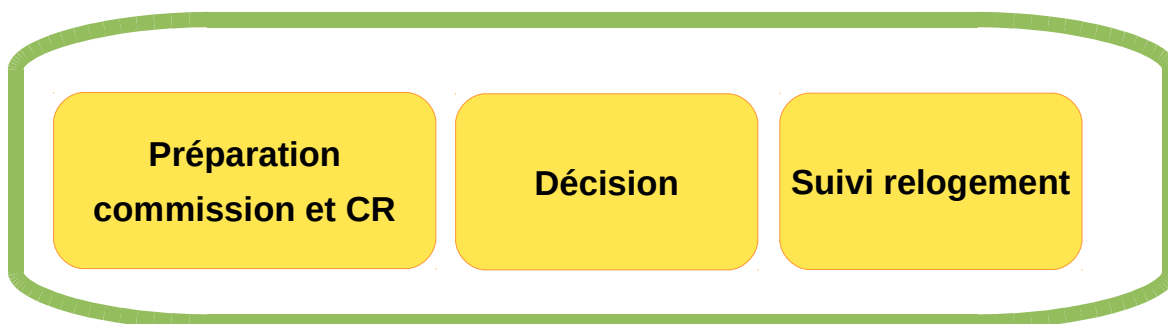 Préparation
commission et CR
Décision
Suivi relogement